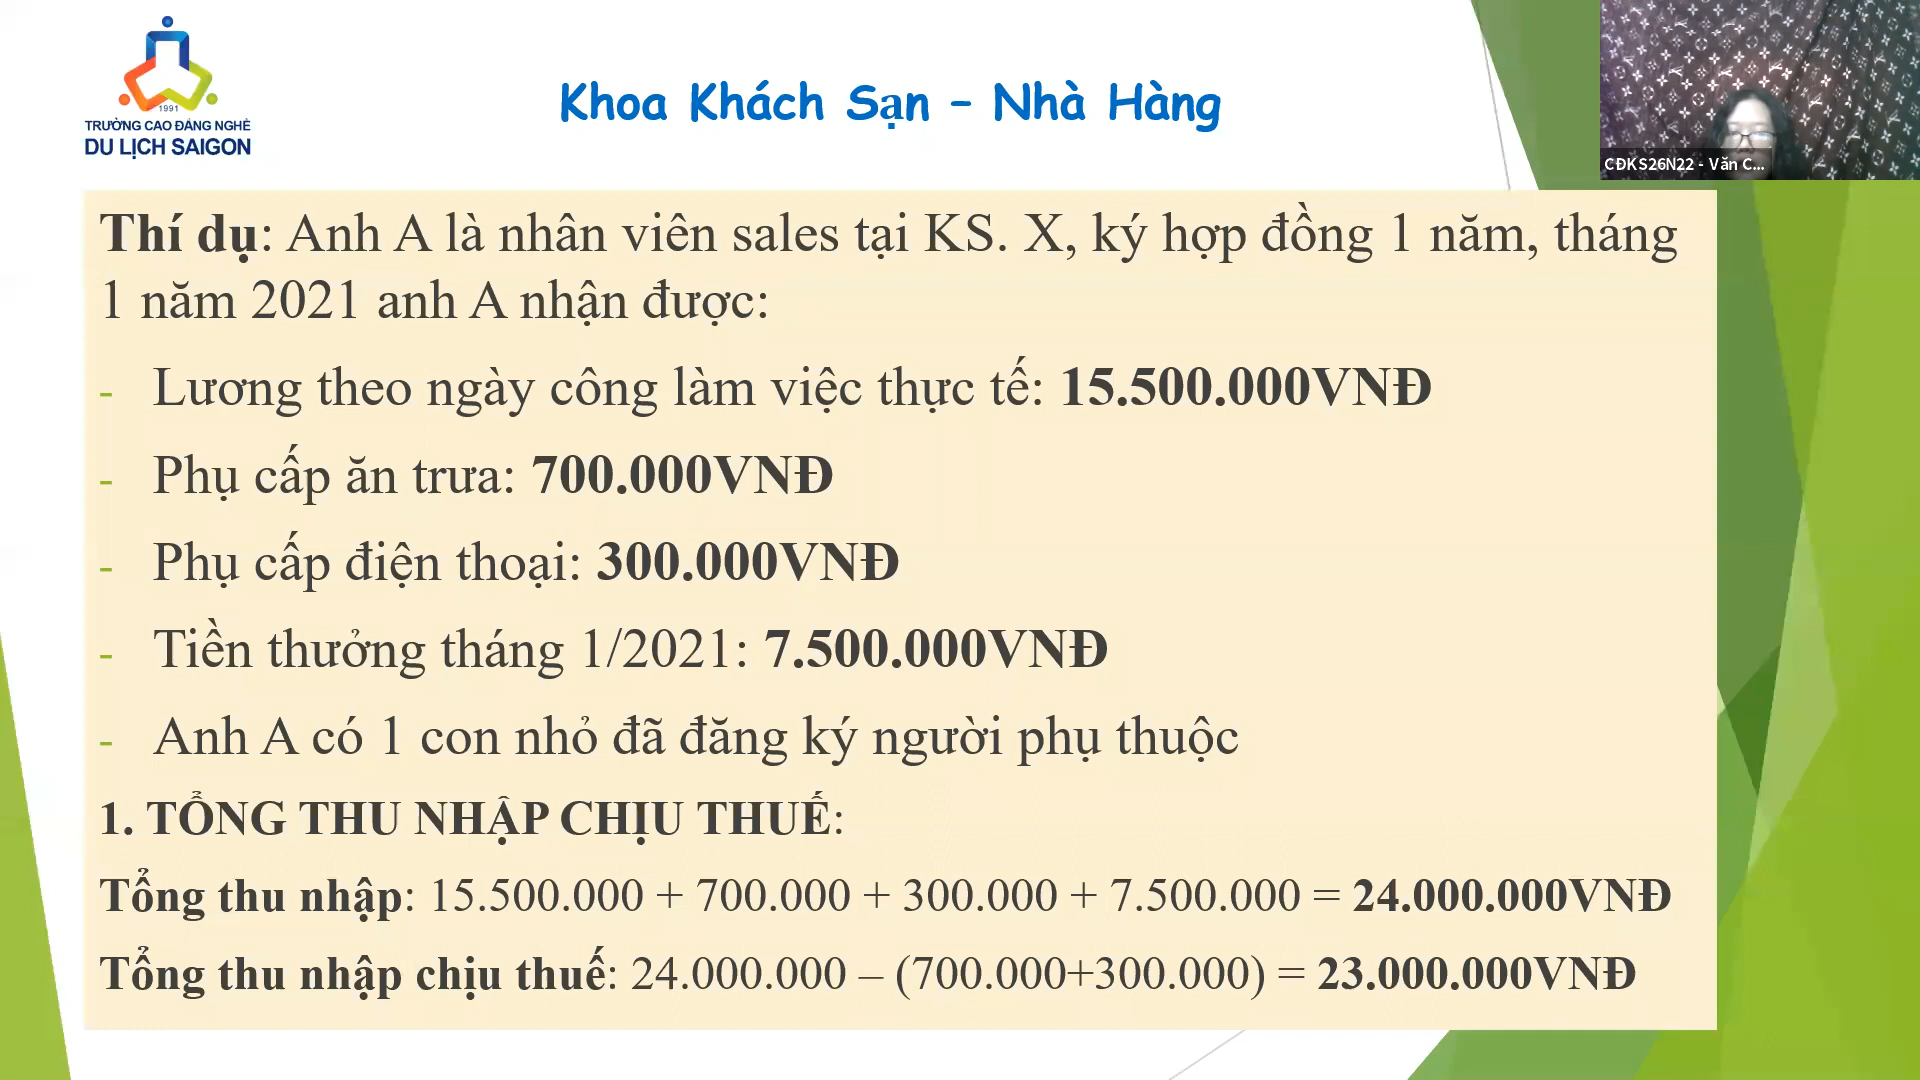 1991
TRƯỜNG CAO ĐẲNG NGHỀ
DU LỊCH SAIGON
Khoa Khách Sạn – Nhà Hàng
CĐKS26N22 - Văn C...
Thí dụ: Anh A là nhân viên sales tại KS. X, ký hợp đồng 1 năm, tháng
1 năm 2021 anh A nhận được:
- Lương theo ngày công làm việc thực tế: 15.500.000VNĐ
- Phụ cấp ăn trưa: 700.000VNĐ
- Phụ cấp điện thoại: 300.000VNĐ
- Tiền thưởng tháng 1/2021: 7.500.000VNĐ
- Anh A có 1 con nhỏ đã đăng ký người phụ thuộc
1. TỔNG THU NHẬP CHỊU THUẾ:
Tổng thu nhập: 15.500.000 + 700.000 + 300.000 + 7.500.000 = 24.000.000VNĐ
Tổng thu nhập chịu thuế: 24.000.000 – (700.000+300.000) = 23.000.000VNĐ